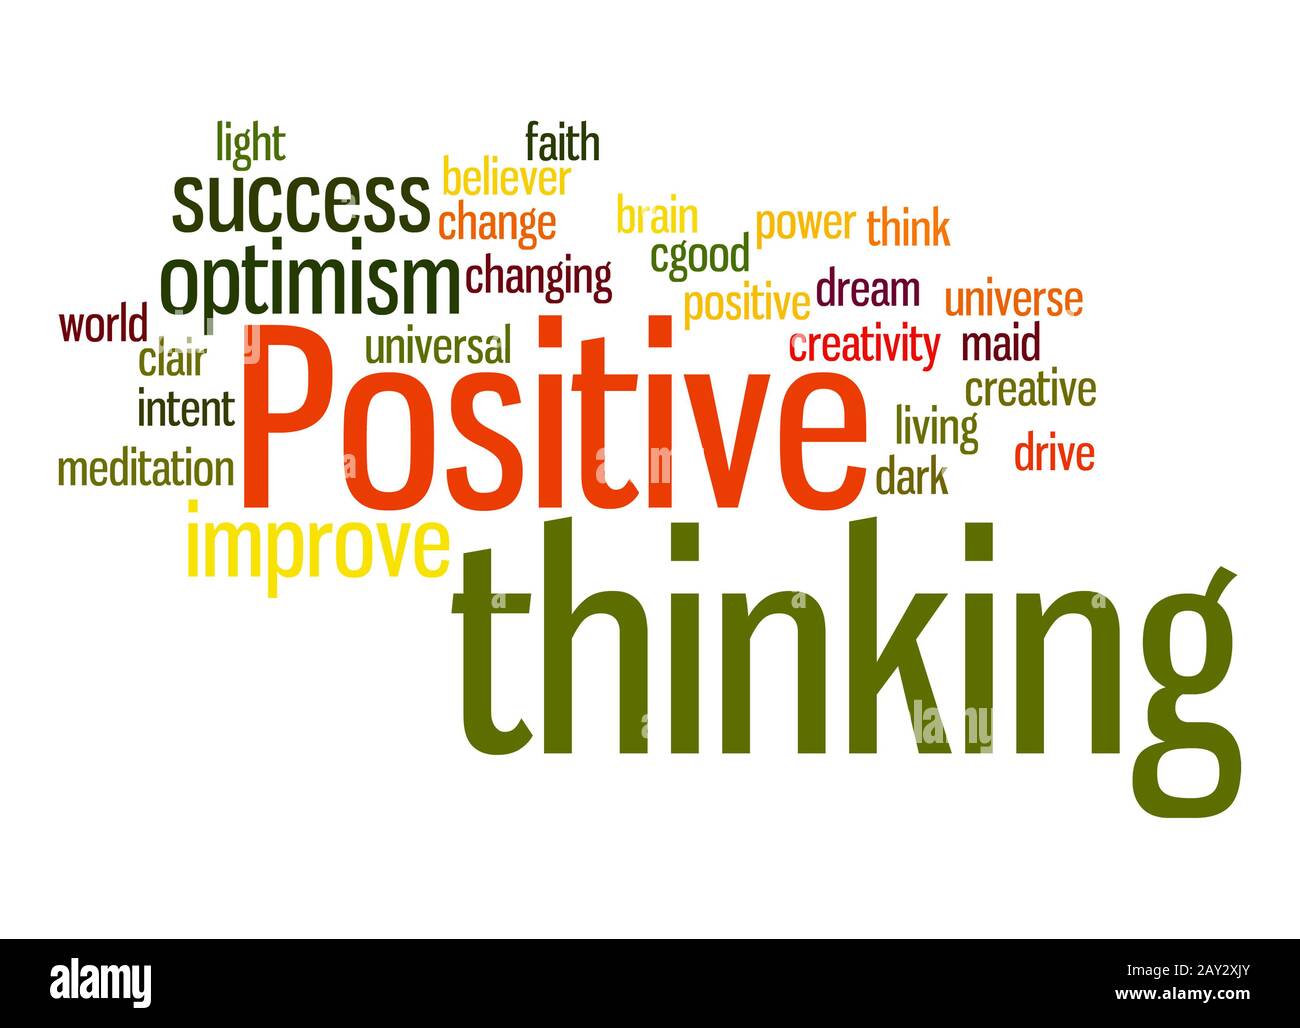 light
faith
success
believer
change
brain
power
think
optimism
changing
cgood
positive
dream
universe
world
clair
universal
creativity
maid
intent
Positive
creative
living
drive
meditation
dark
improve
thinking
alamy
a
a
a
a
alamy
Image ID: 2AY2XJY
www.alamy.com